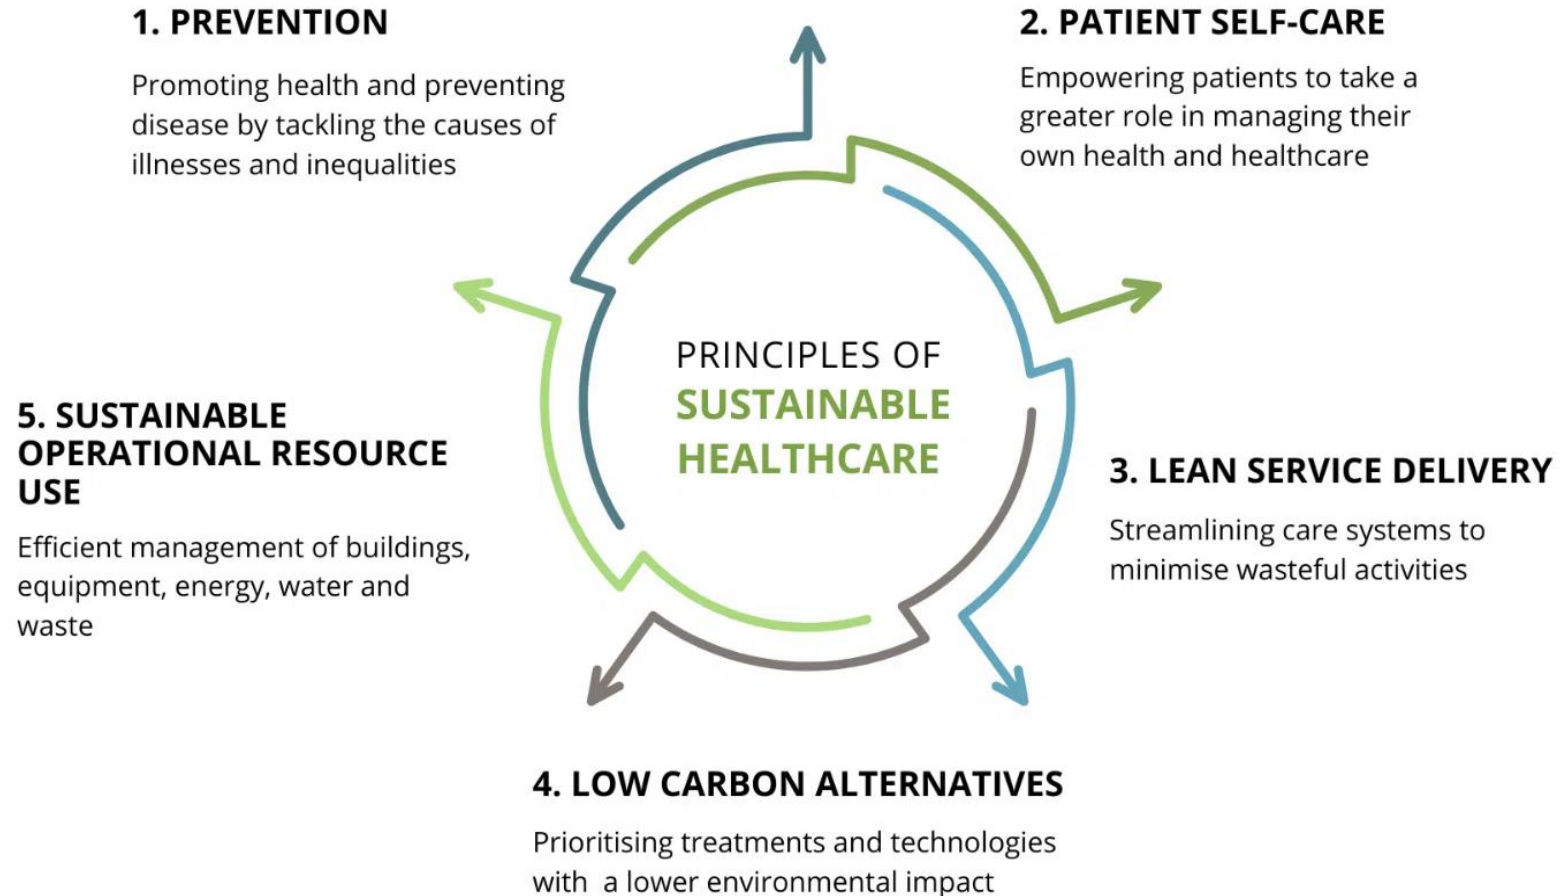 1. PREVENTION
Promoting health and preventing
disease by tackling the causes of
illnesses and inequalities
2. PATIENT SELF-CARE
Empowering patients to take a
greater role in managing their
own health and healthcare
PRINCIPLES OF
SUSTAINABLE
HEALTHCARE
3. LEAN SERVICE DELIVERY
Streamlining care systems to
minimise wasteful activities
4. LOW CARBON ALTERNATIVES
Prioritising treatments and technologies
with a lower environmental impact
5. SUSTAINABLE
OPERATIONAL RESOURCE
USE
Efficient management of buildings,
equipment, energy, water and
waste